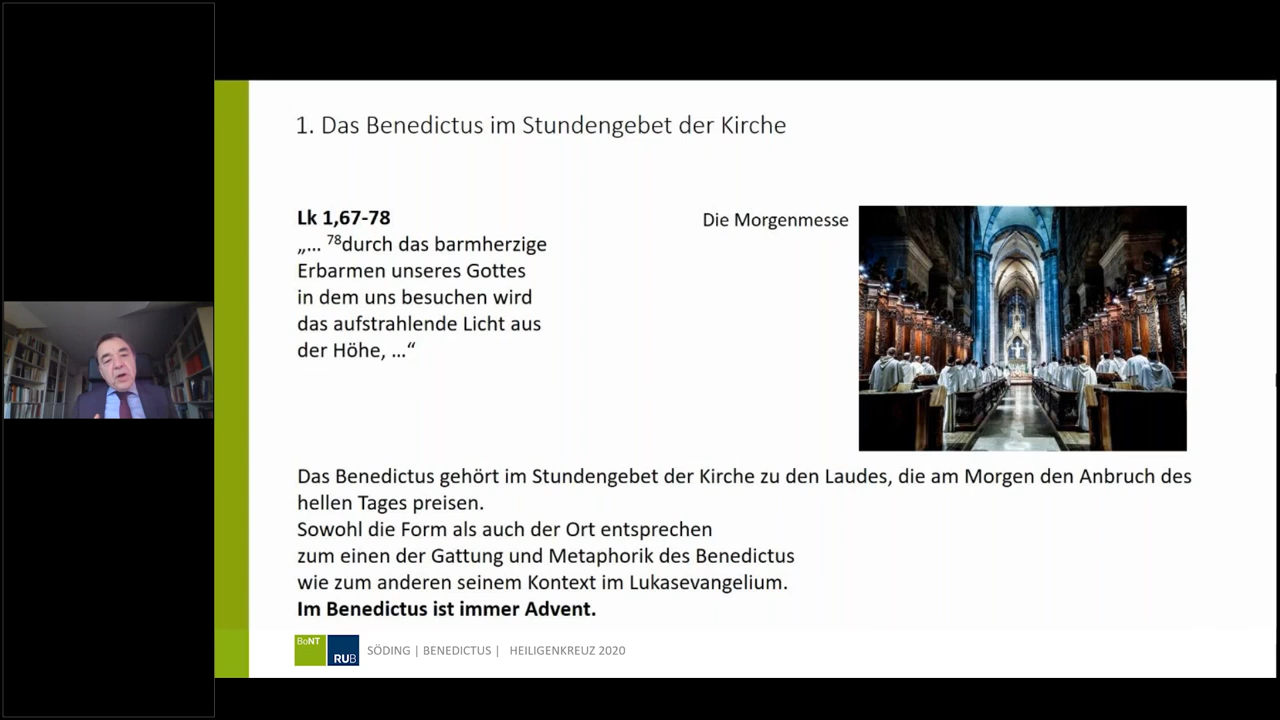 1. Das Benedictus im Stundengebet der Kirche
Lk 1,67-78
„… ⁷⁸durch das barmherzige
Erbarmen unseres Gottes
in dem uns besuchen wird
das aufstrahlende Licht aus
der Höhe, …“
Die Morgenmesse
Das Benedictus gehört im Stundengebet der Kirche zu den Laudes, die am Morgen den Anbruch des
hellen Tages preisen.
Sowohl die Form als auch der Ort entsprechen
zum einen der Gattung und Metaphorik des Benedictus
wie zum anderen seinem Kontext im Lukasevangelium.
Im Benedictus ist immer Advent.
BoNT
RUB
SÖDING | BENEDICTUS | HEILIGENKREUZ 2020